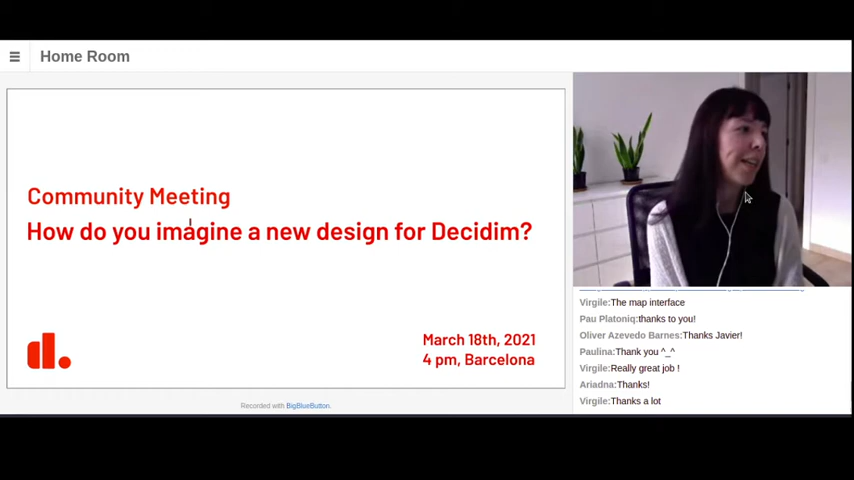 Home Room
Community Meeting
How do you imagine a new design for Decidim?
d.
March 18th, 2021
4 pm, Barcelona
Recorded with BigBlueButton.
Virgile:The map interface
Pau Platoniq:thanks to you!
Oliver Azevedo Barnes:Thanks Javier!
Paulina:Thank you ^_^
Virgile:Really great job !
Ariadna:Thanks!
Virgile:Thanks a lot